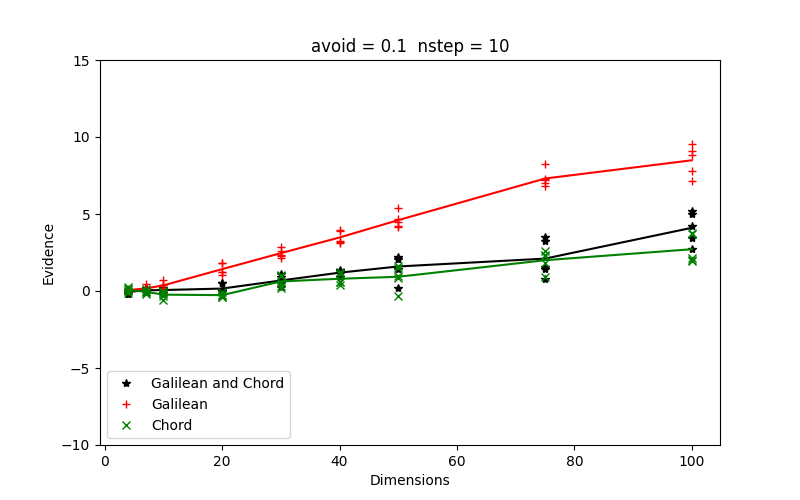 avoid = 0.1  nstep = 10
15
10
5
0
−5
−10
Evidence
Galilean and Chord
Galilean
Chord
0 20 40 60 80 100
Dimensions